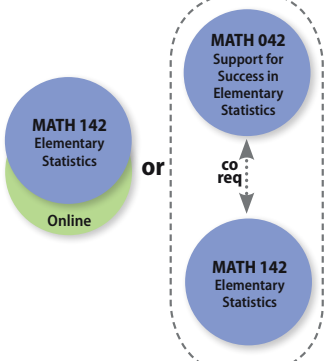 MATH 142
Elementary
Statistics
Online
or
MATH 042
Support for
Success in
Elementary
Statistics
co
req
MATH 142
Elementary
Statistics